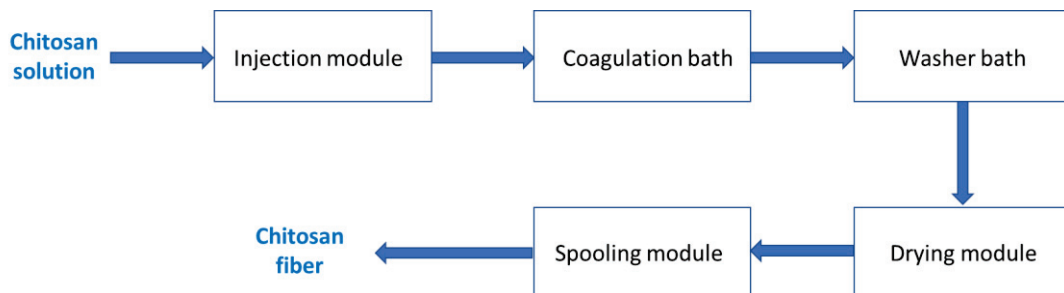 Chitosan
solution
Injection module
Coagulation bath
Washer bath
Drying module
Spooling module
Chitosan
fiber